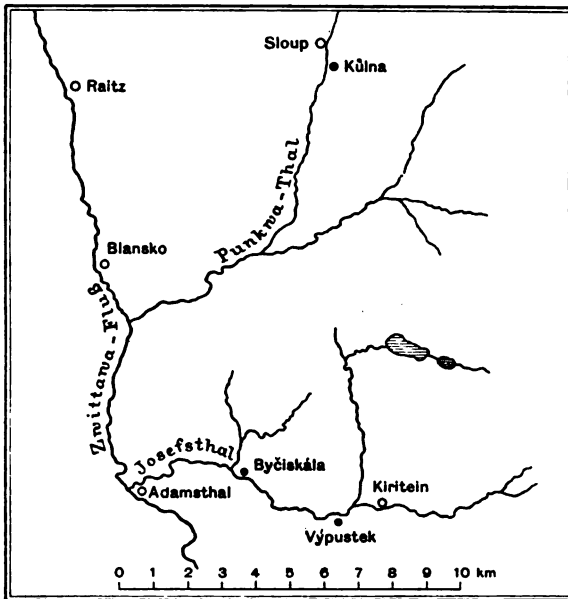 Sloup
Kůlna
Raitz
Punkwa-Thal
Blansko
Zwittawa-Fluß
Josefsthal
Byčiskála
Adamsthal
Kiritein
Výpustek
0 1 2 3 4 5 6 7 8 9 10 km